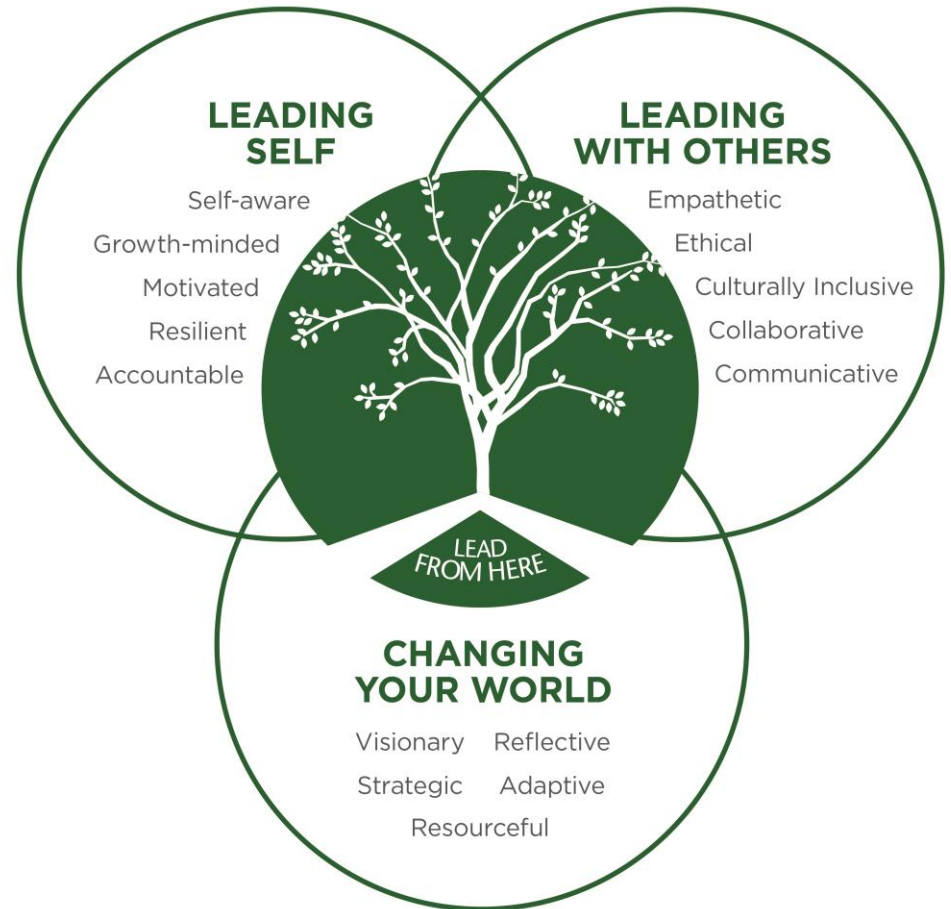 LEADING
SELF
Self-aware
Growth-minded
Motivated
Resilient
Accountable
LEADING
WITH OTHERS
Empathetic
Ethical
Culturally Inclusive
Collaborative
Communicative
LEAD
FROM HERE
CHANGING
YOUR WORLD
Visionary Reflective
Strategic Adaptive
Resourceful